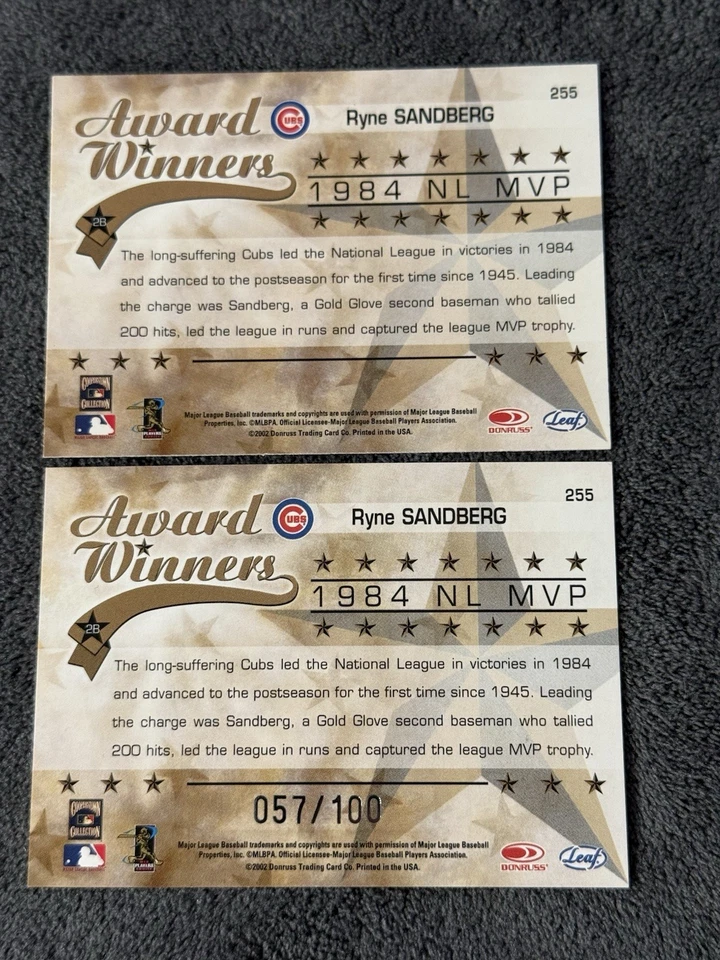 255
Award
Winners
CUBS
Ryne SANDBERG
1984 NL MVP
2B
The long-suffering Cubs led the National League in victories in 1984
and advanced to the postseason for the first time since 1945. Leading
the charge was Sandberg, a Gold Glove second baseman who tallied
200 hits, led the league in runs and captured the league MVP trophy.
COOPERSTOWN
COLLECTION
PLAYERS
Major League Baseball trademarks and copyrights are used with permission of Major League Baseball
Properties, Inc. ©MLBPA. Official Licensee-Major League Baseball Players Association.
©2002 Donruss Trading Card Co. Printed in the USA.
DONRUSS
Leaf
255
Award
Winners
CUBS
Ryne SANDBERG
1984 NL MVP
2B
The long-suffering Cubs led the National League in victories in 1984
and advanced to the postseason for the first time since 1945. Leading
the charge was Sandberg, a Gold Glove second baseman who tallied
200 hits, led the league in runs and captured the league MVP trophy.
057/100
COOPERSTOWN
COLLECTION
PLAYERS
Major League Baseball trademarks and copyrights are used with permission of Major League Baseball
Properties, Inc. ©MLBPA. Official Licensee-Major League Baseball Players Association.
©2002 Donruss Trading Card Co. Printed in the USA.
DONRUSS
Leaf